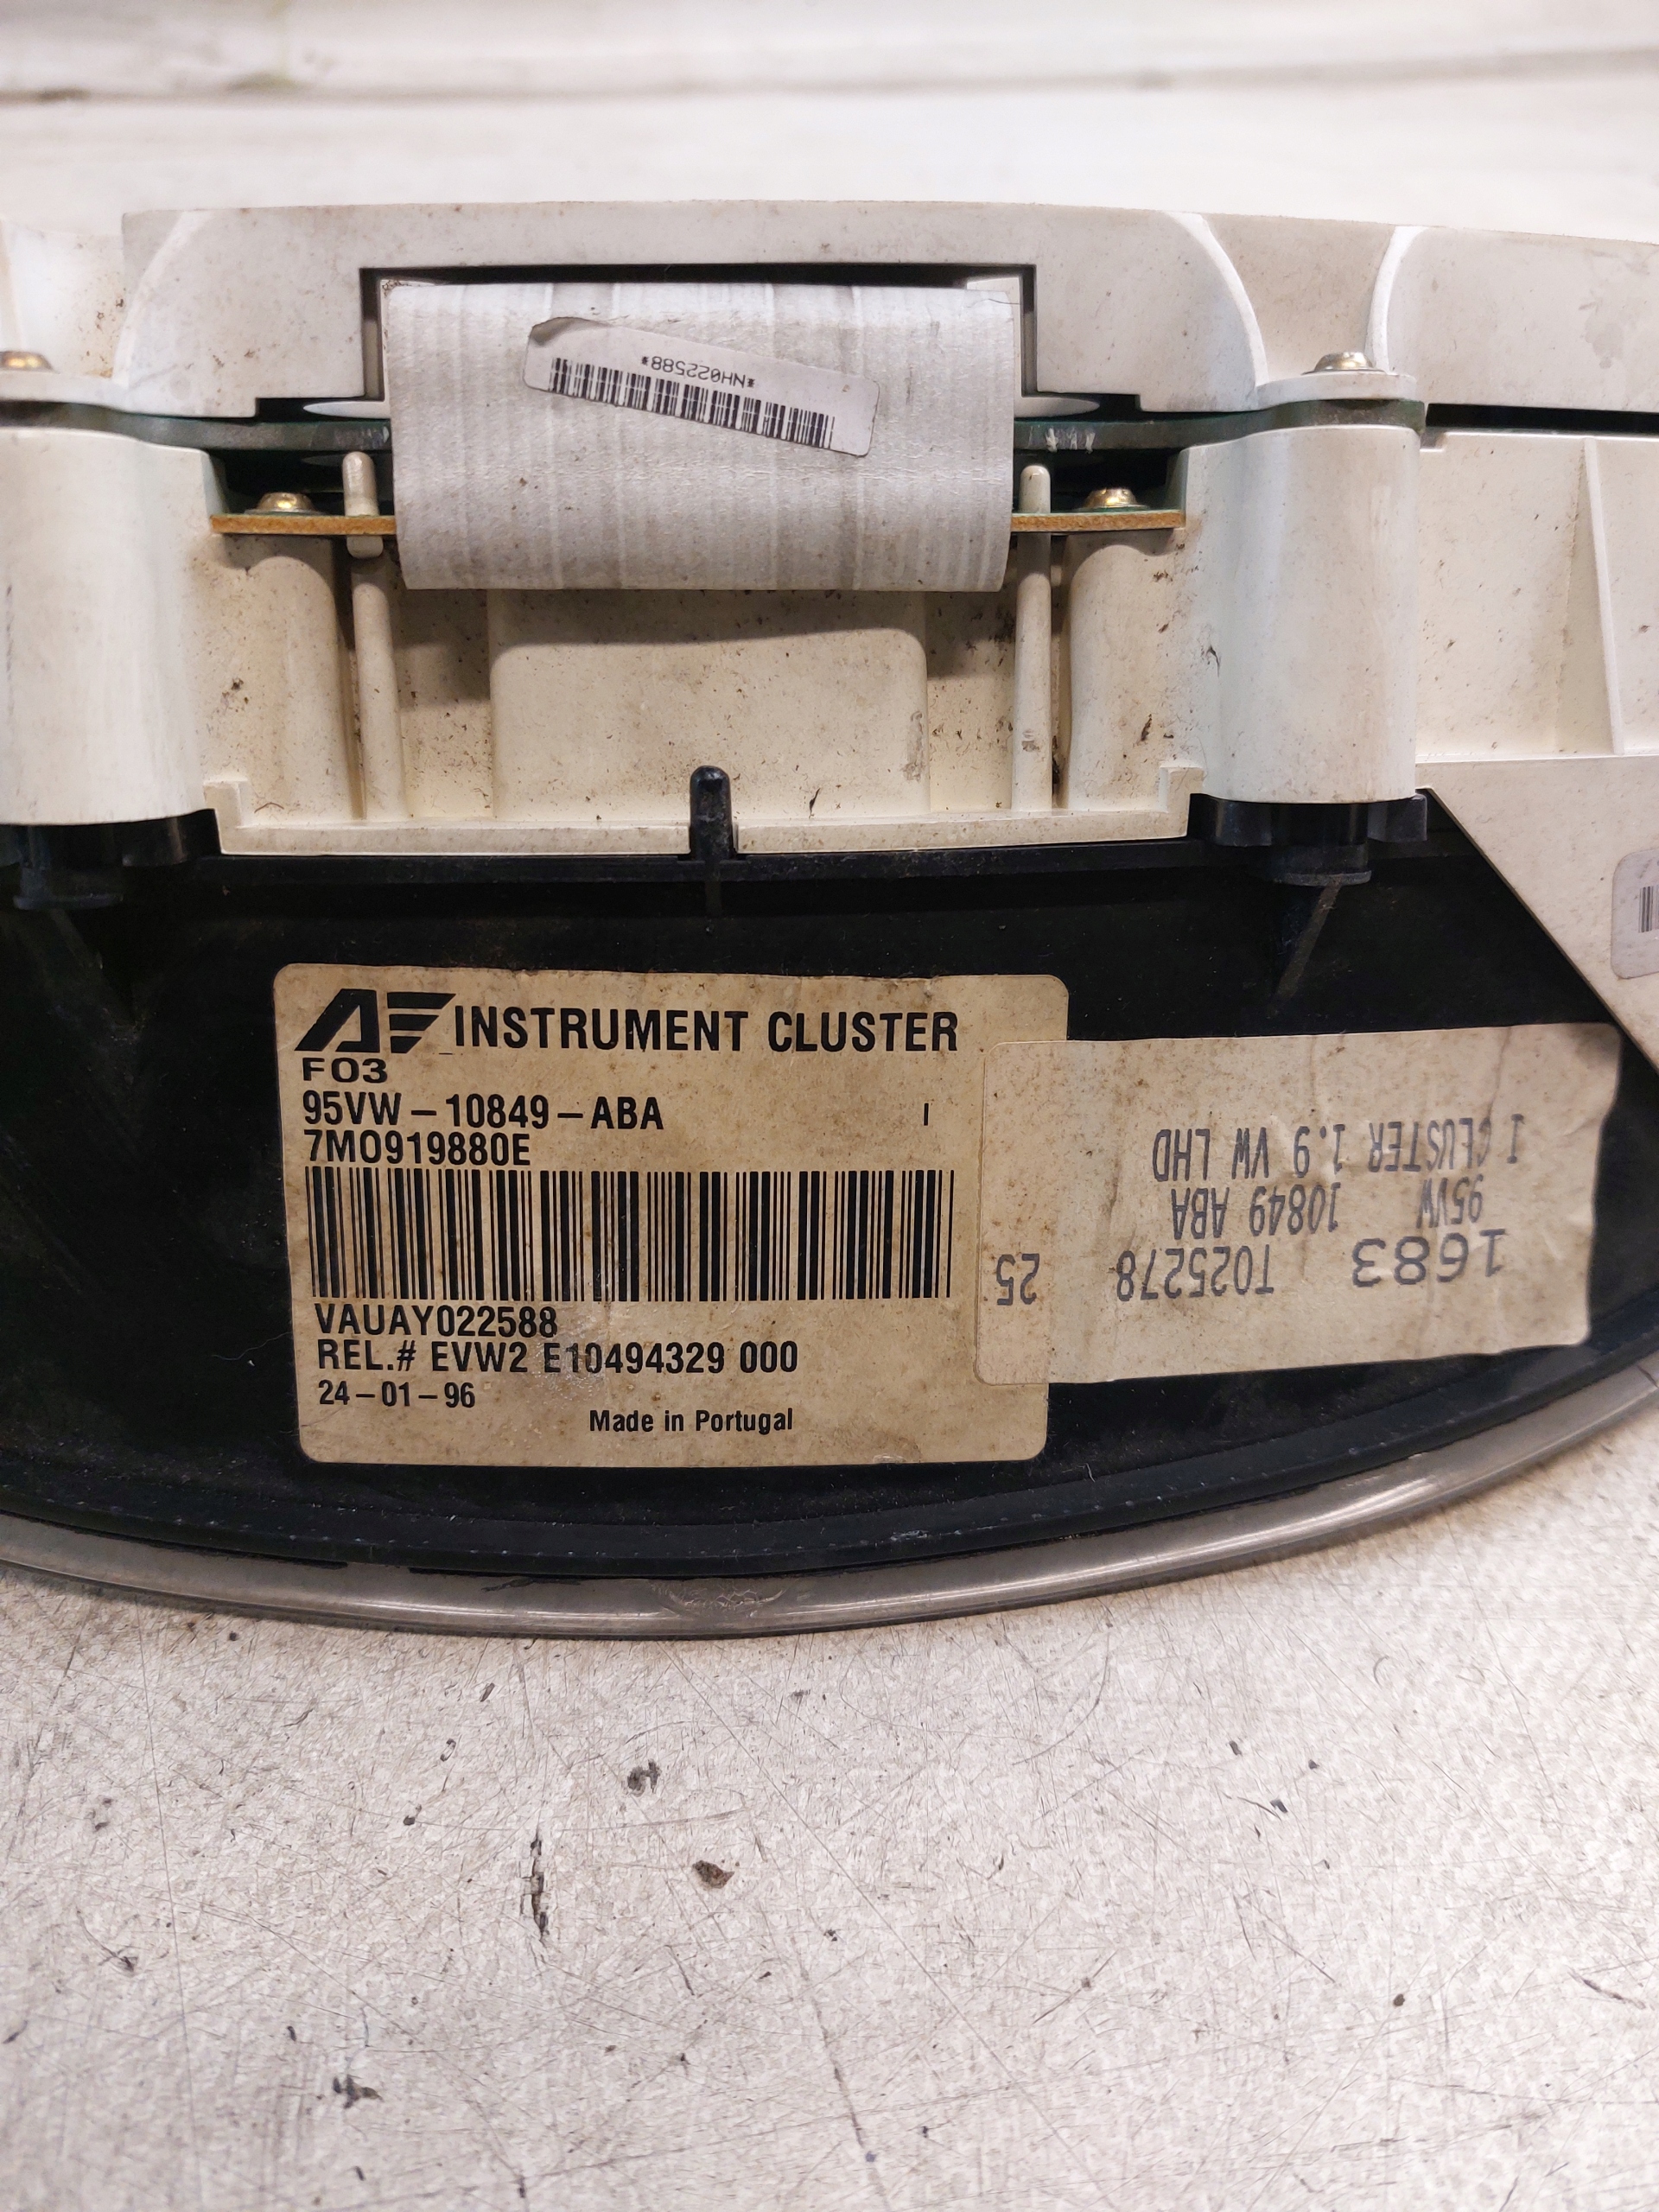 *NH022588*
AE INSTRUMENT CLUSTER
F03
95VW-10849-ABA I
7M0919880E
VAUAY022588
REL.# EVW2 E10494329 000
24-01-96
Made in Portugal
1683 T025278 25
95VW 10849 ABA
I CLUSTER 1.9 VW LHD